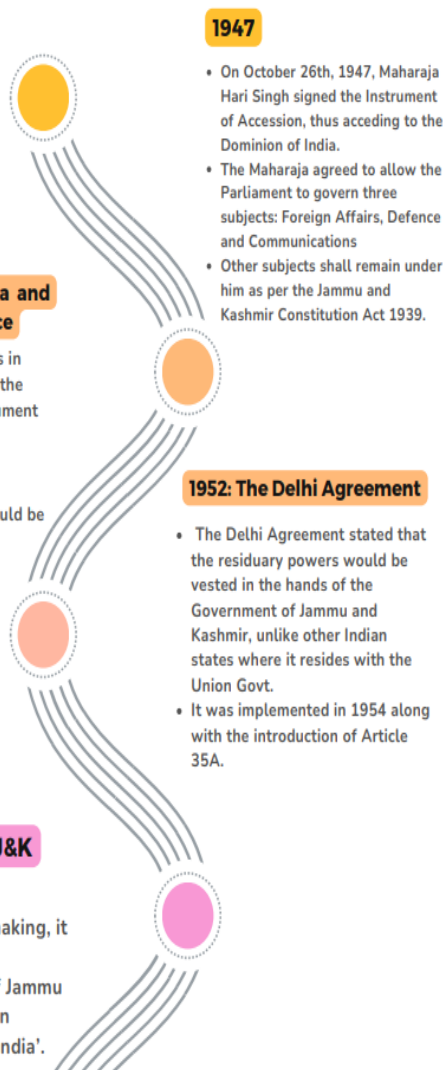 1947
• On October 26th, 1947, Maharaja
Hari Singh signed the Instrument
of Accession, thus acceding to the
Dominion of India.
• The Maharaja agreed to allow the
Parliament to govern three
subjects: Foreign Affairs, Defence
and Communications
• Other subjects shall remain under
him as per the Jammu and
Kashmir Constitution Act 1939.
a and
ce
s in
the
ument
uld be
1952: The Delhi Agreement
• The Delhi Agreement stated that
the residuary powers would be
vested in the hands of the
Government of Jammu and
Kashmir, unlike other Indian
states where it resides with the
Union Govt.
• It was implemented in 1954 along
with the introduction of Article
35A.
J&K
aking, it
Jammu
n
ndia’.